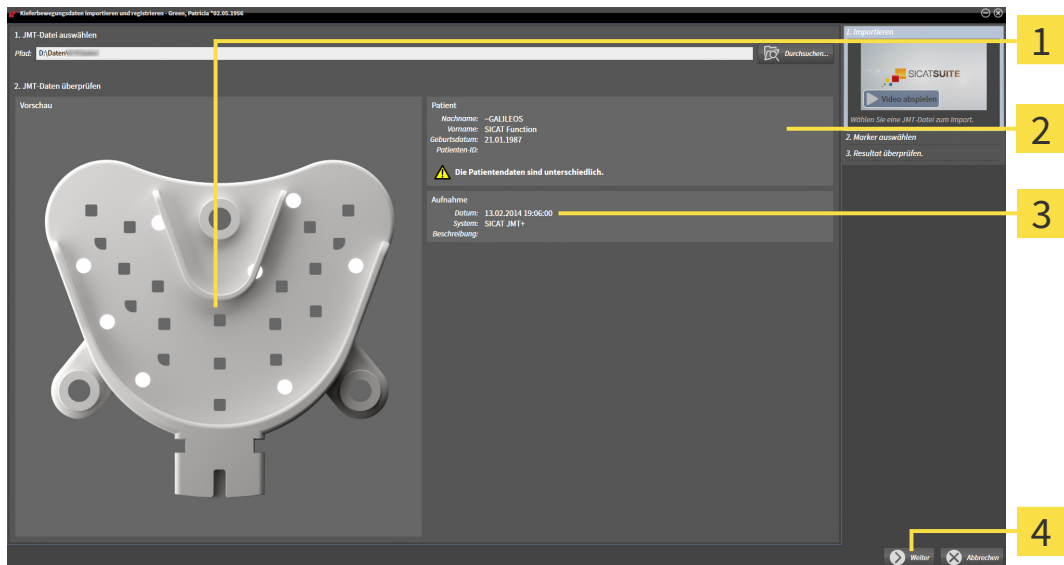 Kieferbewegungsdaten importieren und registrieren - Green, Patricia *02.05.1956
1. JMT-Datei auswählen
Pfad: D:\Daten\
Durchsuchen...
2. JMT-Daten überprüfen
Vorschau
Patient
Nachname: ~GALILEOS
Vorname: SICAT Function
Geburtsdatum: 21.01.1987
Patienten-ID:
Die Patientendaten sind unterschiedlich.
Aufnahme
Datum: 13.02.2014 19:06:00
System: SICAT JMT+
Beschreibung:
1. Importieren
SICATSUITE
Video abspielen
Wählen Sie eine JMT-Datei zum Import.
2. Marker auswählen
3. Resultat überprüfen.
Weiter
Abbrechen
1
2
3
4